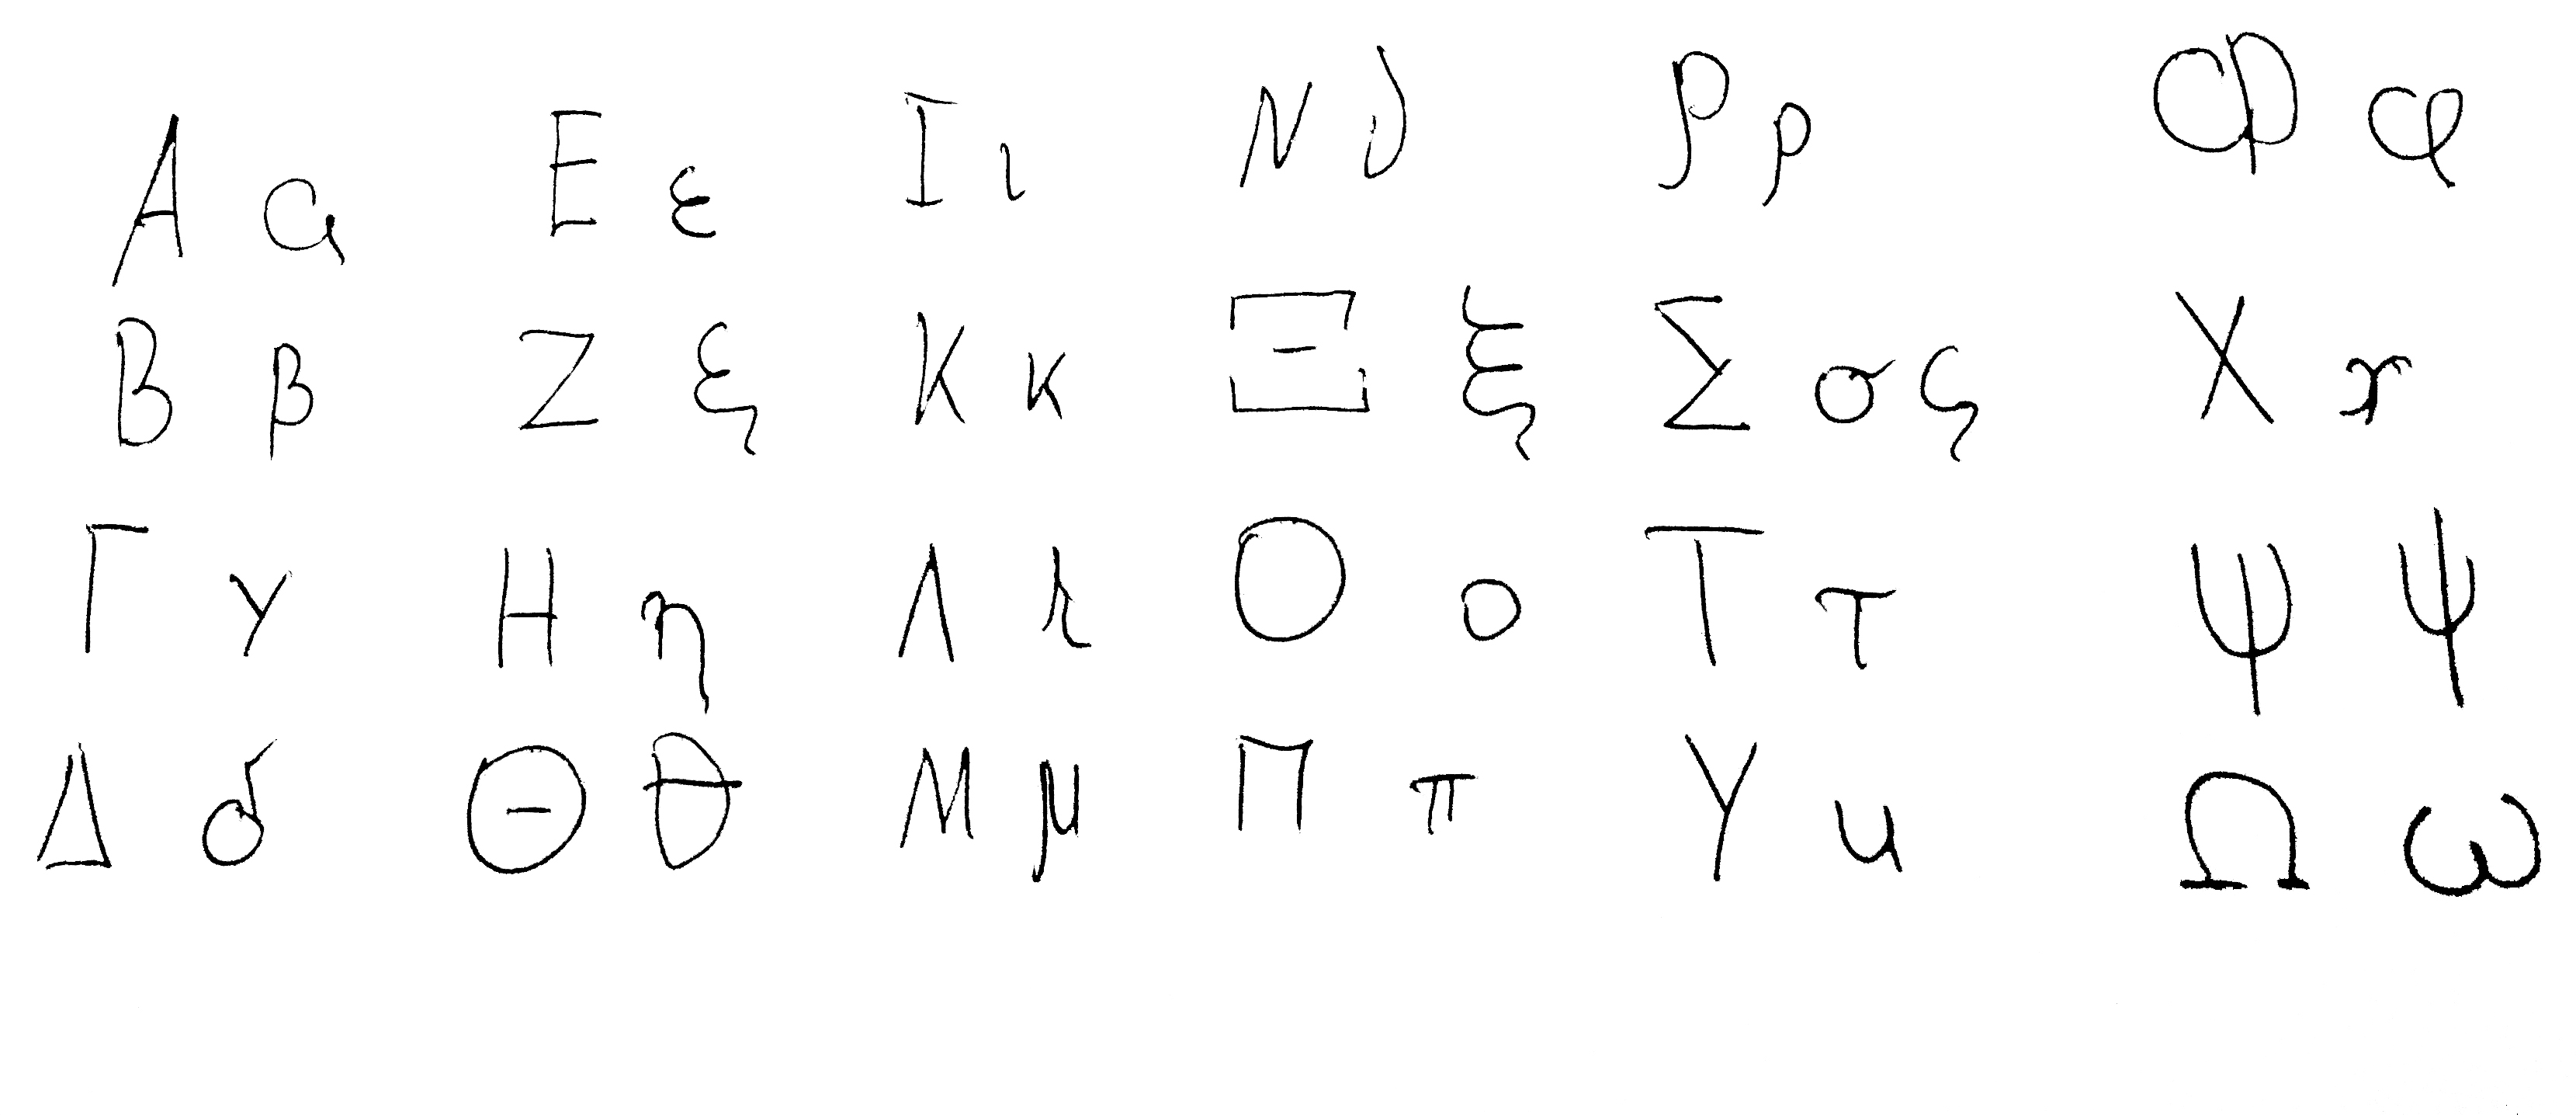 Α α Ε ε Ι ι Ν ν Ρ ρ Φ φ
Β β Ζ ζ Κ κ Ξ ξ Σ σ ς Χ χ
Γ γ Η η Λ λ Ο ο Τ τ Ψ ψ
Δ δ Θ θ Μ μ Π π Υ υ Ω ω